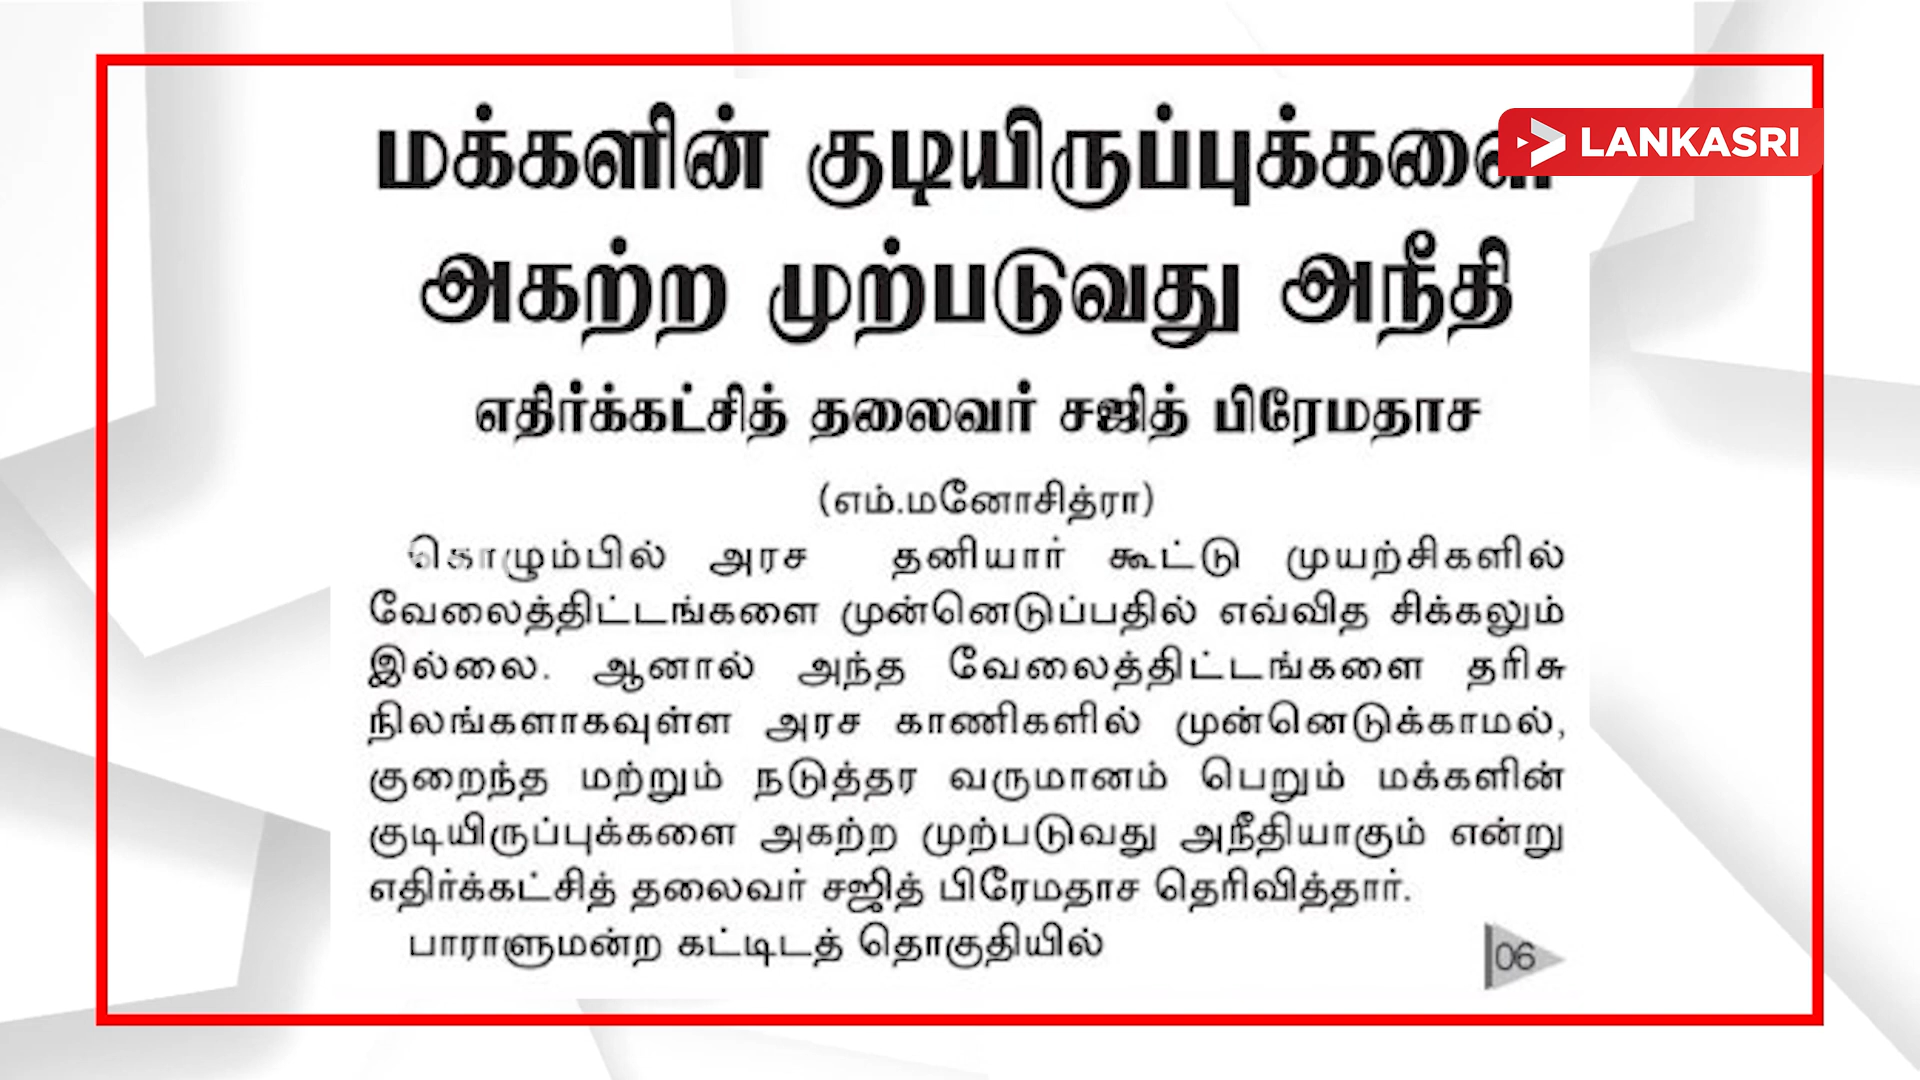 மக்களின் குடியிருப்புக்களை
LANKASRI
அகற்ற முற்படுவது அநீதி
எதிர்க்கட்சித் தலைவர் சஜித் பிரேமதாச
(எம்.மனோசித்ரா)
கொழும்பில் அரச தனியார் கூட்டு முயற்சிகளில்
வேலைத்திட்டங்களை முன்னெடுப்பதில் எவ்வித சிக்கலும்
இல்லை. ஆனால் அந்த வேலைத்திட்டங்களை தரிசு
நிலங்களாகவுள்ள அரச காணிகளில் முன்னெடுக்காமல்,
குறைந்த மற்றும் நடுத்தர வருமானம் பெறும் மக்களின்
குடியிருப்புக்களை அகற்ற முற்படுவது அநீதியாகும் என்று
எதிர்க்கட்சித் தலைவர் சஜித் பிரேமதாச தெரிவித்தார்.
பாராளுமன்ற கட்டிடத் தொகுதியில்
06